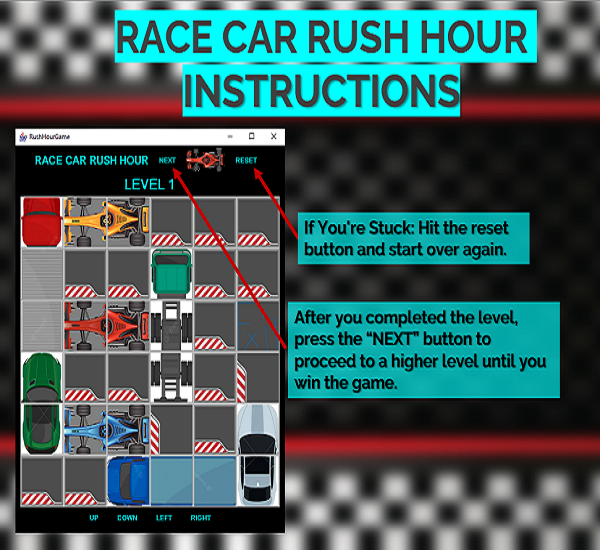 RACE CAR RUSH HOUR
INSTRUCTIONS
RushHourGame
RACE CAR RUSH HOUR NEXT RESET
LEVEL 1
If You're Stuck: Hit the reset
button and start over again.
Exit
After you completed the level,
press the “NEXT” button to
proceed to a higher level until you
win the game.
UP DOWN LEFT RIGHT